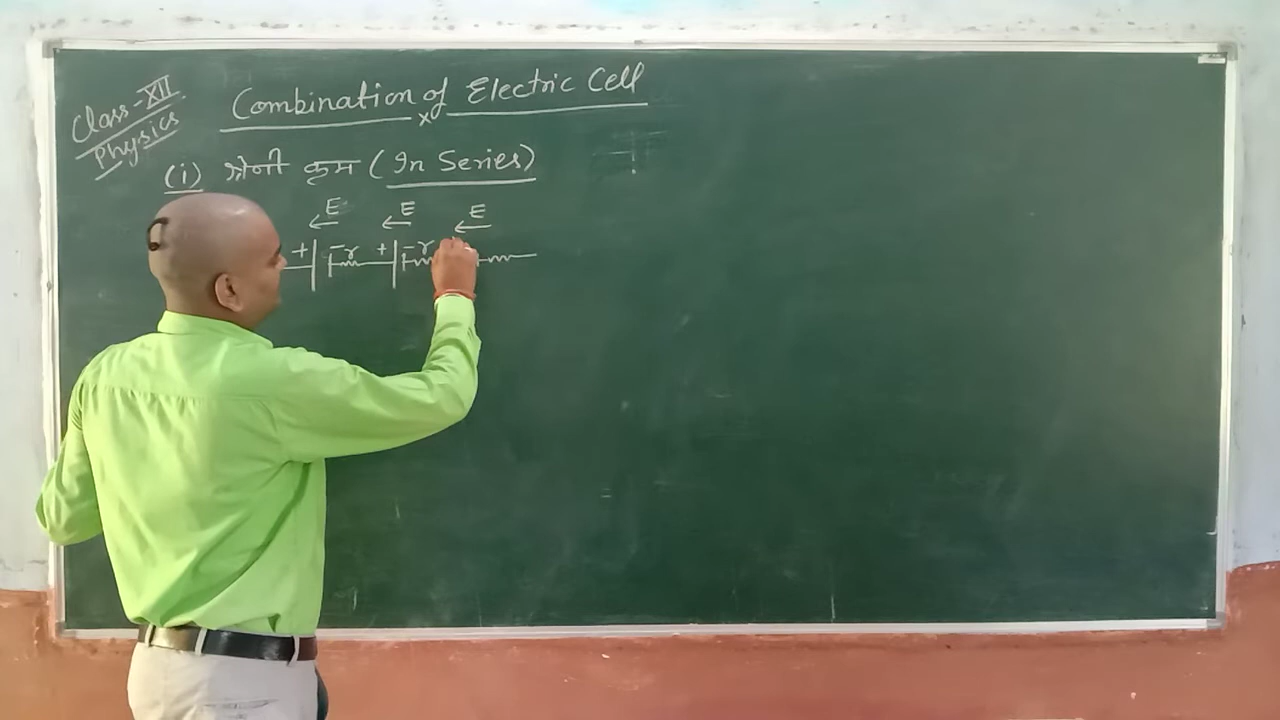 Class-XII
Physics
Combination of Electric Cell
x
(i) श्रेणी क्रम (In Series)
E E E
+ - r + - r